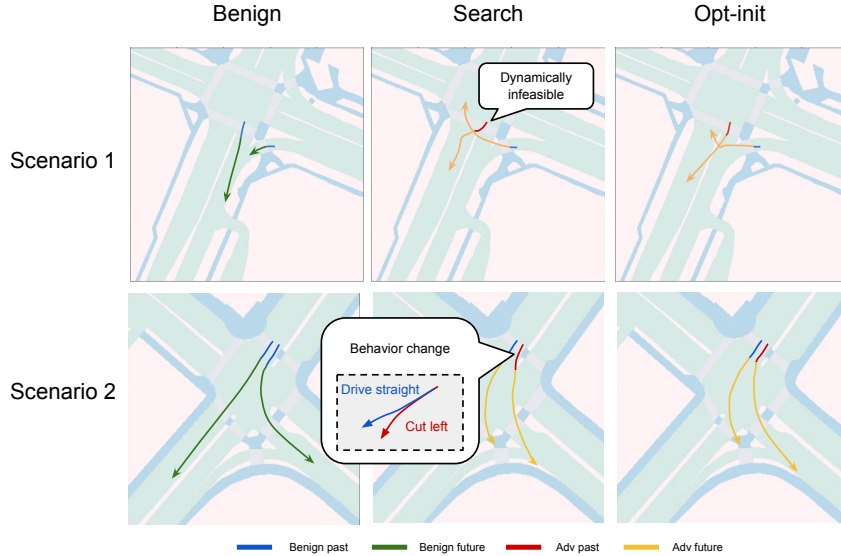 Benign Search Opt-init
Dynamically
infeasible
Scenario 1
Behavior change
Drive straight
Cut left
Scenario 2
Benign past Benign future Adv past Adv future